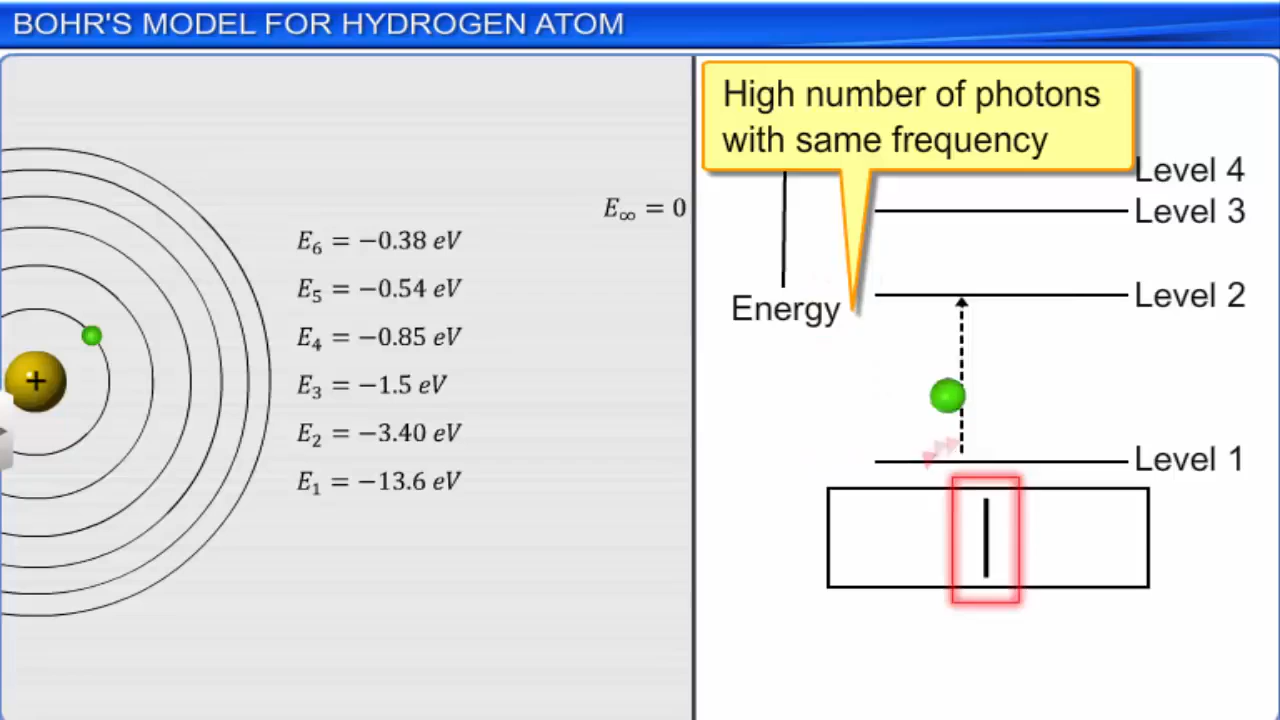 BOHR'S MODEL FOR HYDROGEN ATOM
+
E∞ = 0
E₆ = −0.38 eV
E₅ = −0.54 eV
E₄ = −0.85 eV
E₃ = −1.5 eV
E₂ = −3.40 eV
E₁ = −13.6 eV
High number of photons
with same frequency
Level 4
Level 3
Level 2
Energy
Level 1